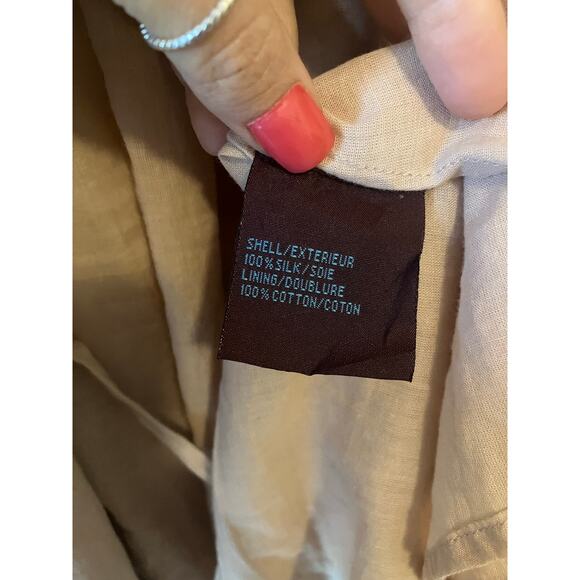 SHELL/EXTERIEUR
100% SILK/SOIE
LINING/DOUBLURE
100% COTTON/COTON